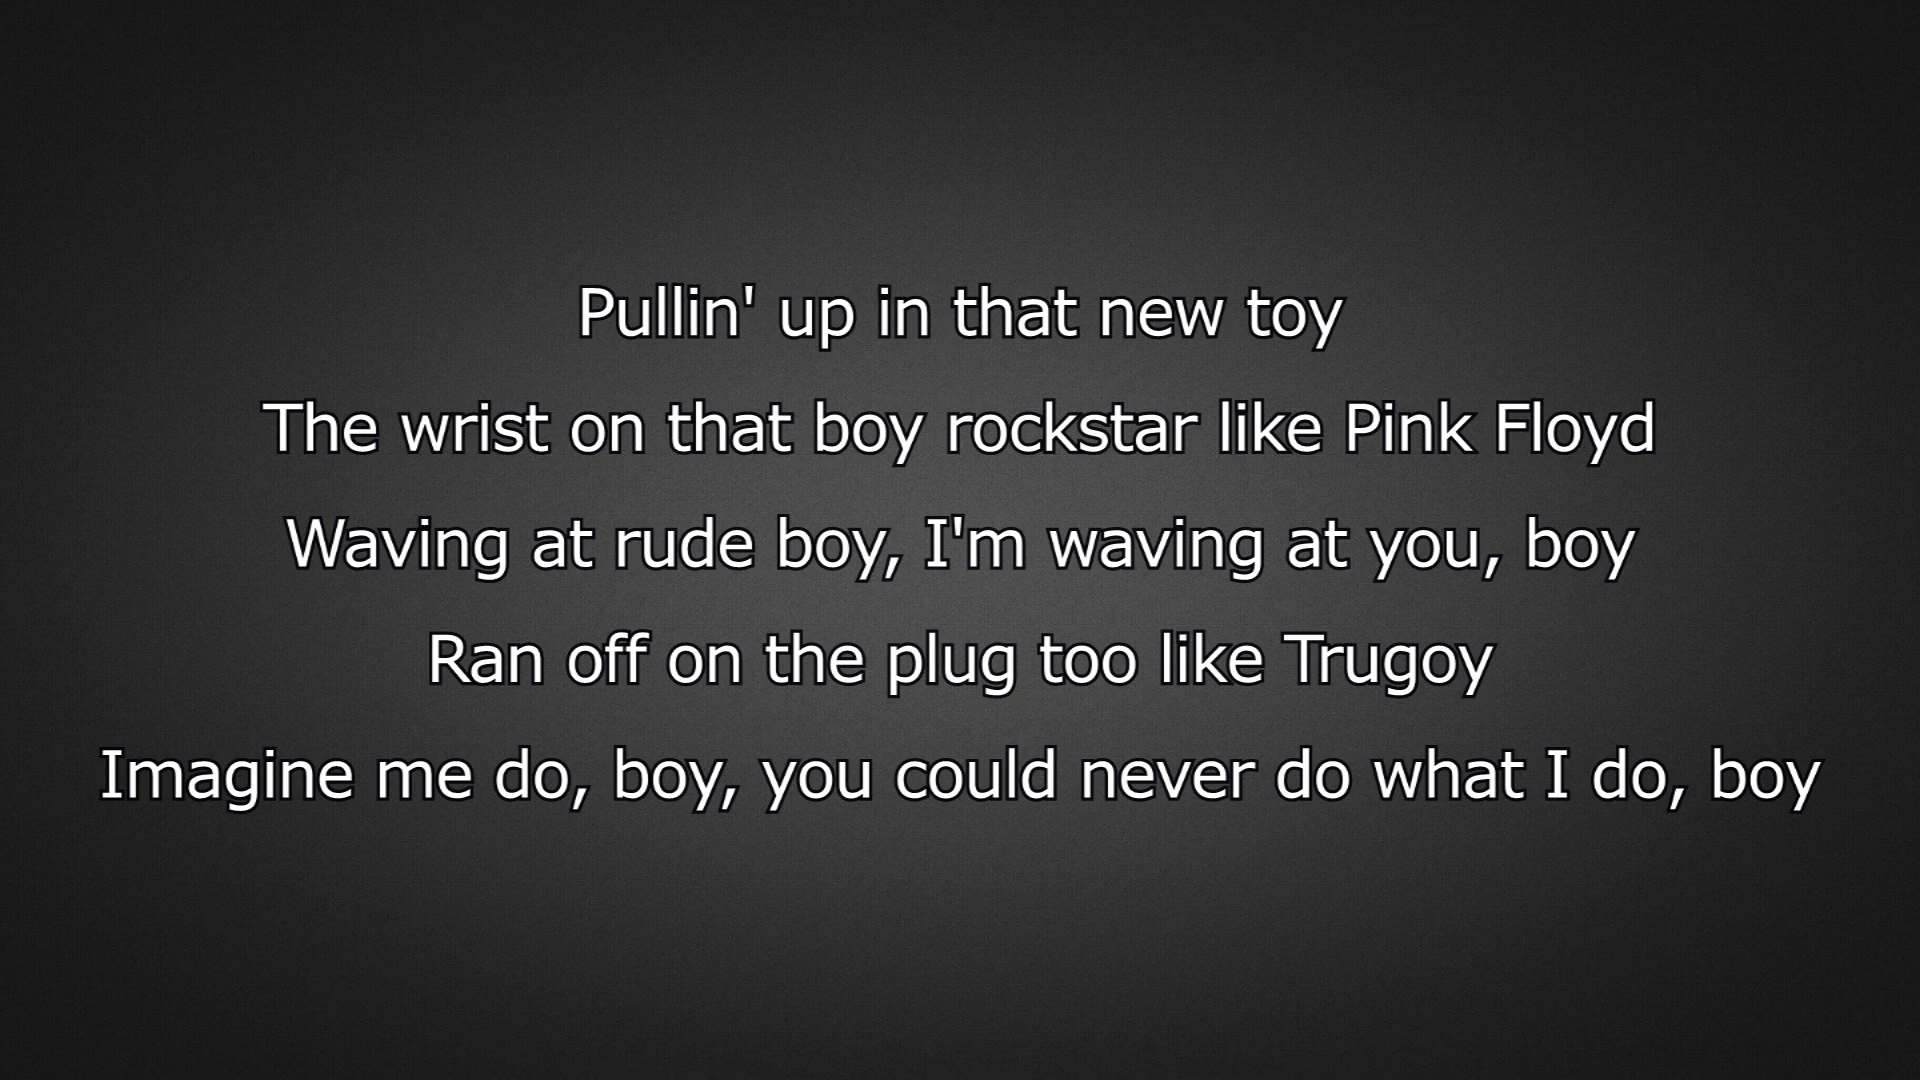 Pullin' up in that new toy
The wrist on that boy rockstar like Pink Floyd
Waving at rude boy, I'm waving at you, boy
Ran off on the plug too like Trugoy
Imagine me do, boy, you could never do what I do, boy